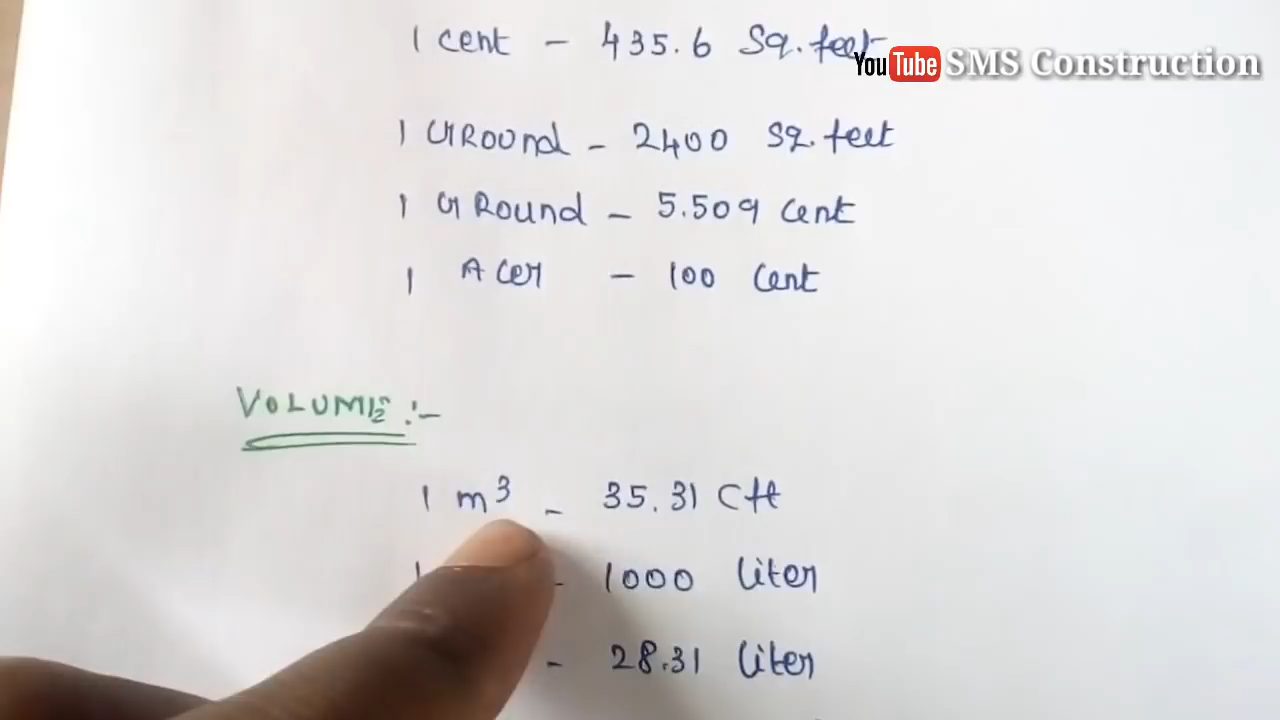 1 cent - 435.6 Sq.feet
YouTube SMS Construction
1 GROUnd - 2400 Sq.feet
1 GRound - 5.509 Cent
1 Acer - 100 Cent
VOLUME :-
1 m³ - 35.31 Cft
1 - 1000 liter
- 28.31 liter